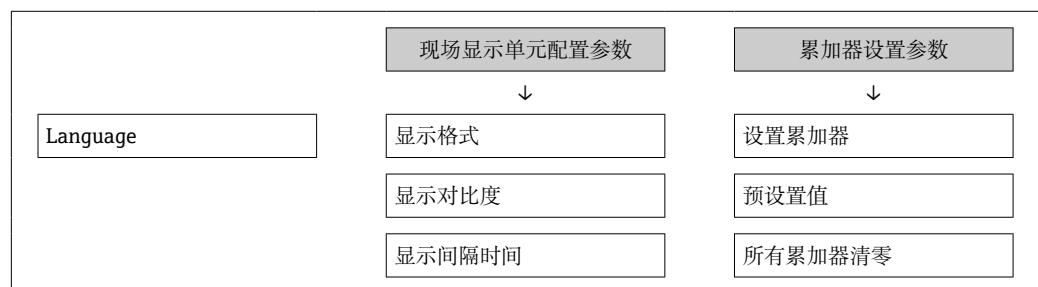 现场显示单元配置参数
累加器设置参数
↓
↓
Language
显示格式
设置累加器
显示对比度
预设置值
显示间隔时间
所有累加器清零